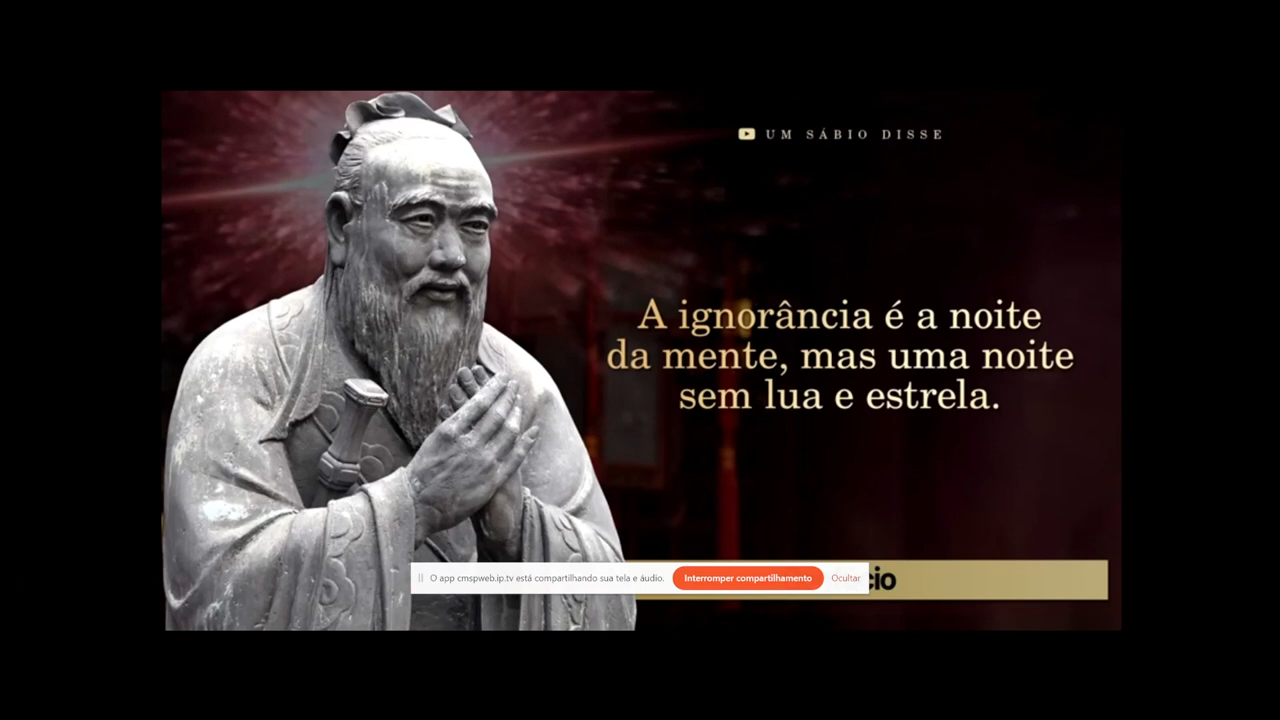 UM SÁBIO DISSE
A ignorância é a noite
da mente, mas uma noite
sem lua e estrela.
O app cmspweb.ip.tv está compartilhando sua tela e áudio. Interromper compartilhamento Ocultar